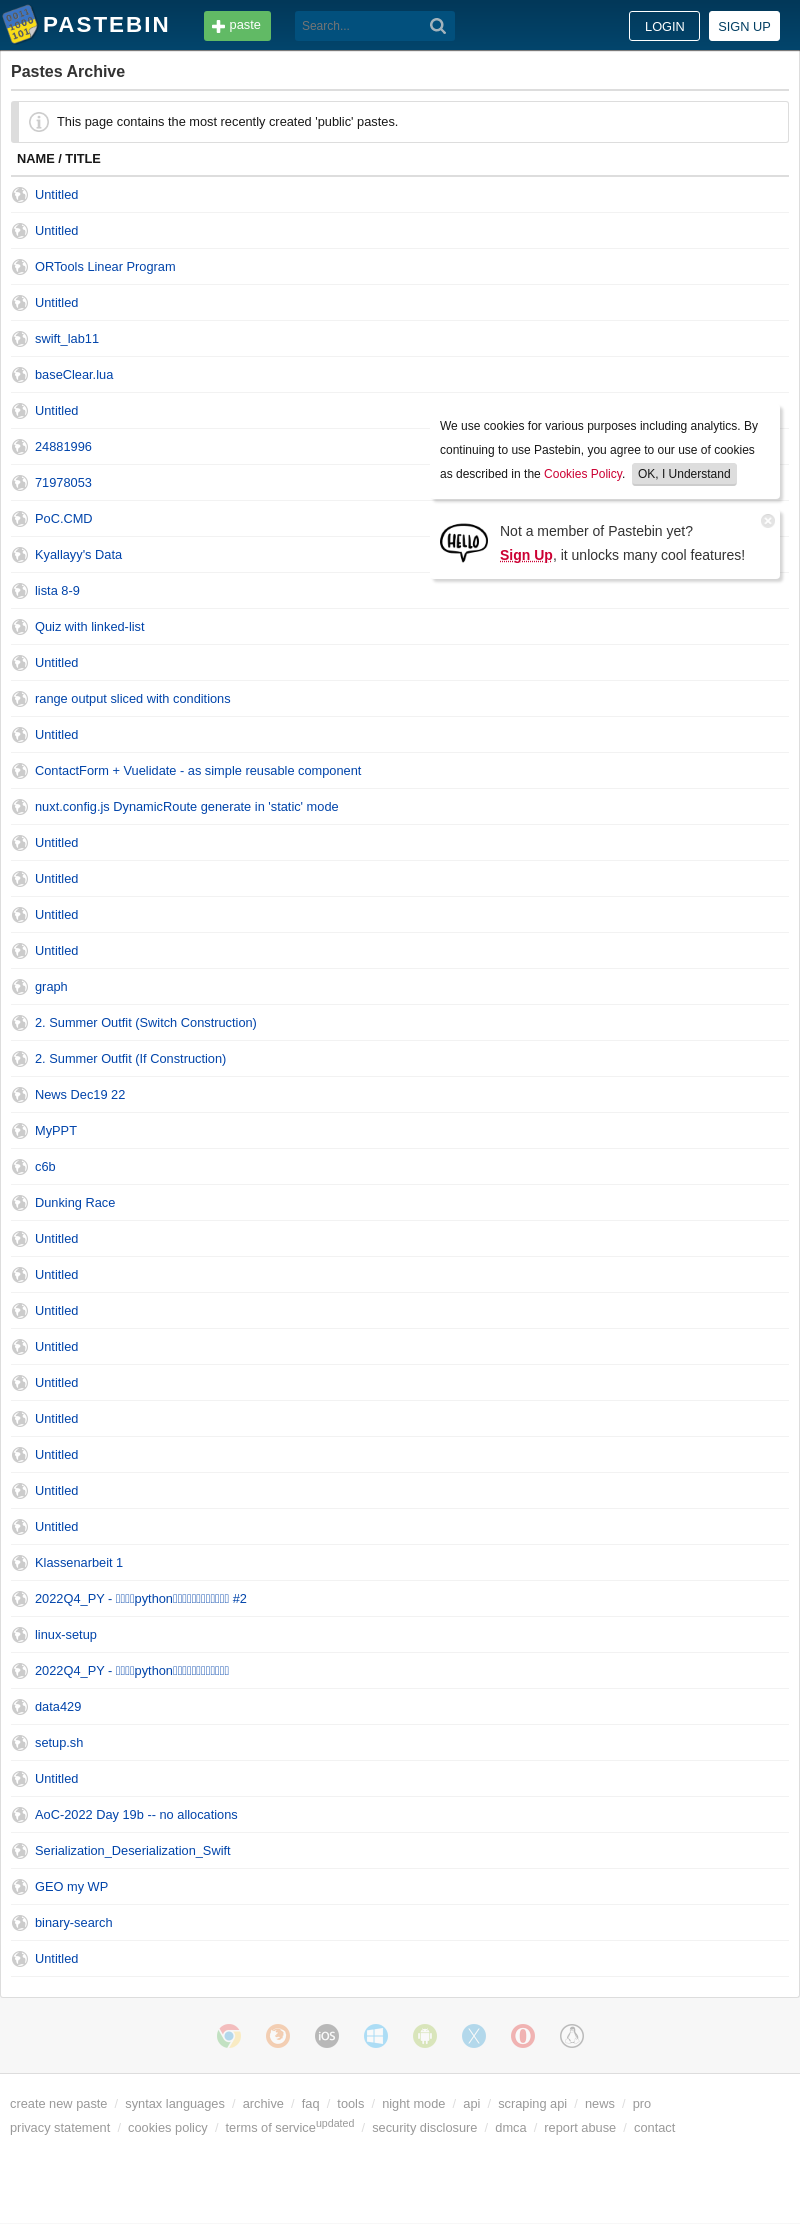 PASTEBIN
paste
Search...
LOGIN
SIGN UP
Pastes Archive
This page contains the most recently created 'public' pastes.
NAME / TITLE
Untitled
Untitled
ORTools Linear Program
Untitled
swift_lab11
baseClear.lua
Untitled
24881996
71978053
PoC.CMD
Kyallayy's Data
We use cookies for various purposes including analytics. By
continuing to use Pastebin, you agree to our use of cookies
as described in the Cookies Policy. OK, I Understand
HELLO
Not a member of Pastebin yet?
Sign Up, it unlocks many cool features!
lista 8-9
Quiz with linked-list
Untitled
range output sliced with conditions
Untitled
ContactForm + Vuelidate - as simple reusable component
nuxt.config.js DynamicRoute generate in 'static' mode
Untitled
Untitled
Untitled
Untitled
graph
2. Summer Outfit (Switch Construction)
2. Summer Outfit (If Construction)
News Dec19 22
MyPPT
c6b
Dunking Race
Untitled
Untitled
Untitled
Untitled
Untitled
Untitled
Untitled
Untitled
Untitled
Klassenarbeit 1
2022Q4_PY - python #2
linux-setup
2022Q4_PY - python
data429
setup.sh
Untitled
AoC-2022 Day 19b -- no allocations
Serialization_Deserialization_Swift
GEO my WP
binary-search
Untitled
iOS
create new paste / syntax languages / archive / faq / tools / night mode / api / scraping api / news / pro
privacy statement / cookies policy / terms of service updated / security disclosure / dmca / report abuse / contact